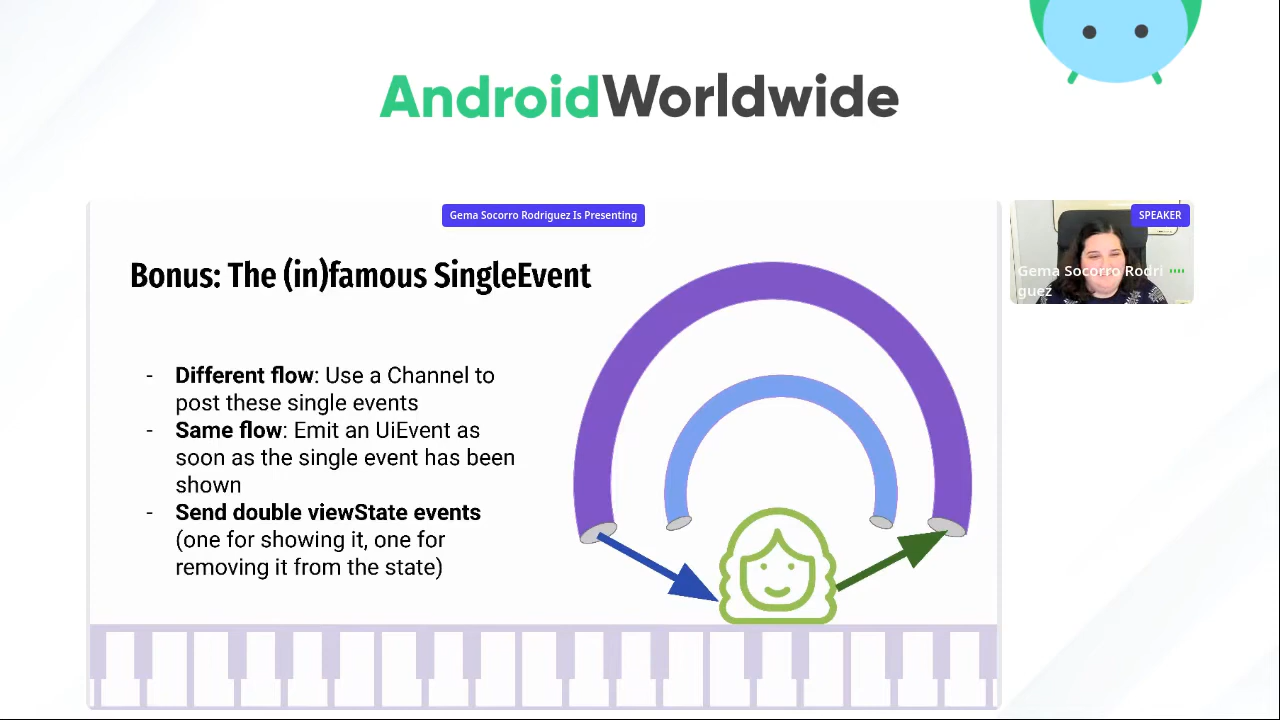 AndroidWorldwide
Gema Socorro Rodriguez Is Presenting
SPEAKER
Gema Socorro Rodri
guez
Bonus: The (in)famous SingleEvent
- Different flow: Use a Channel to
post these single events
- Same flow: Emit an UiEvent as
soon as the single event has been
shown
- Send double viewState events
(one for showing it, one for
removing it from the state)